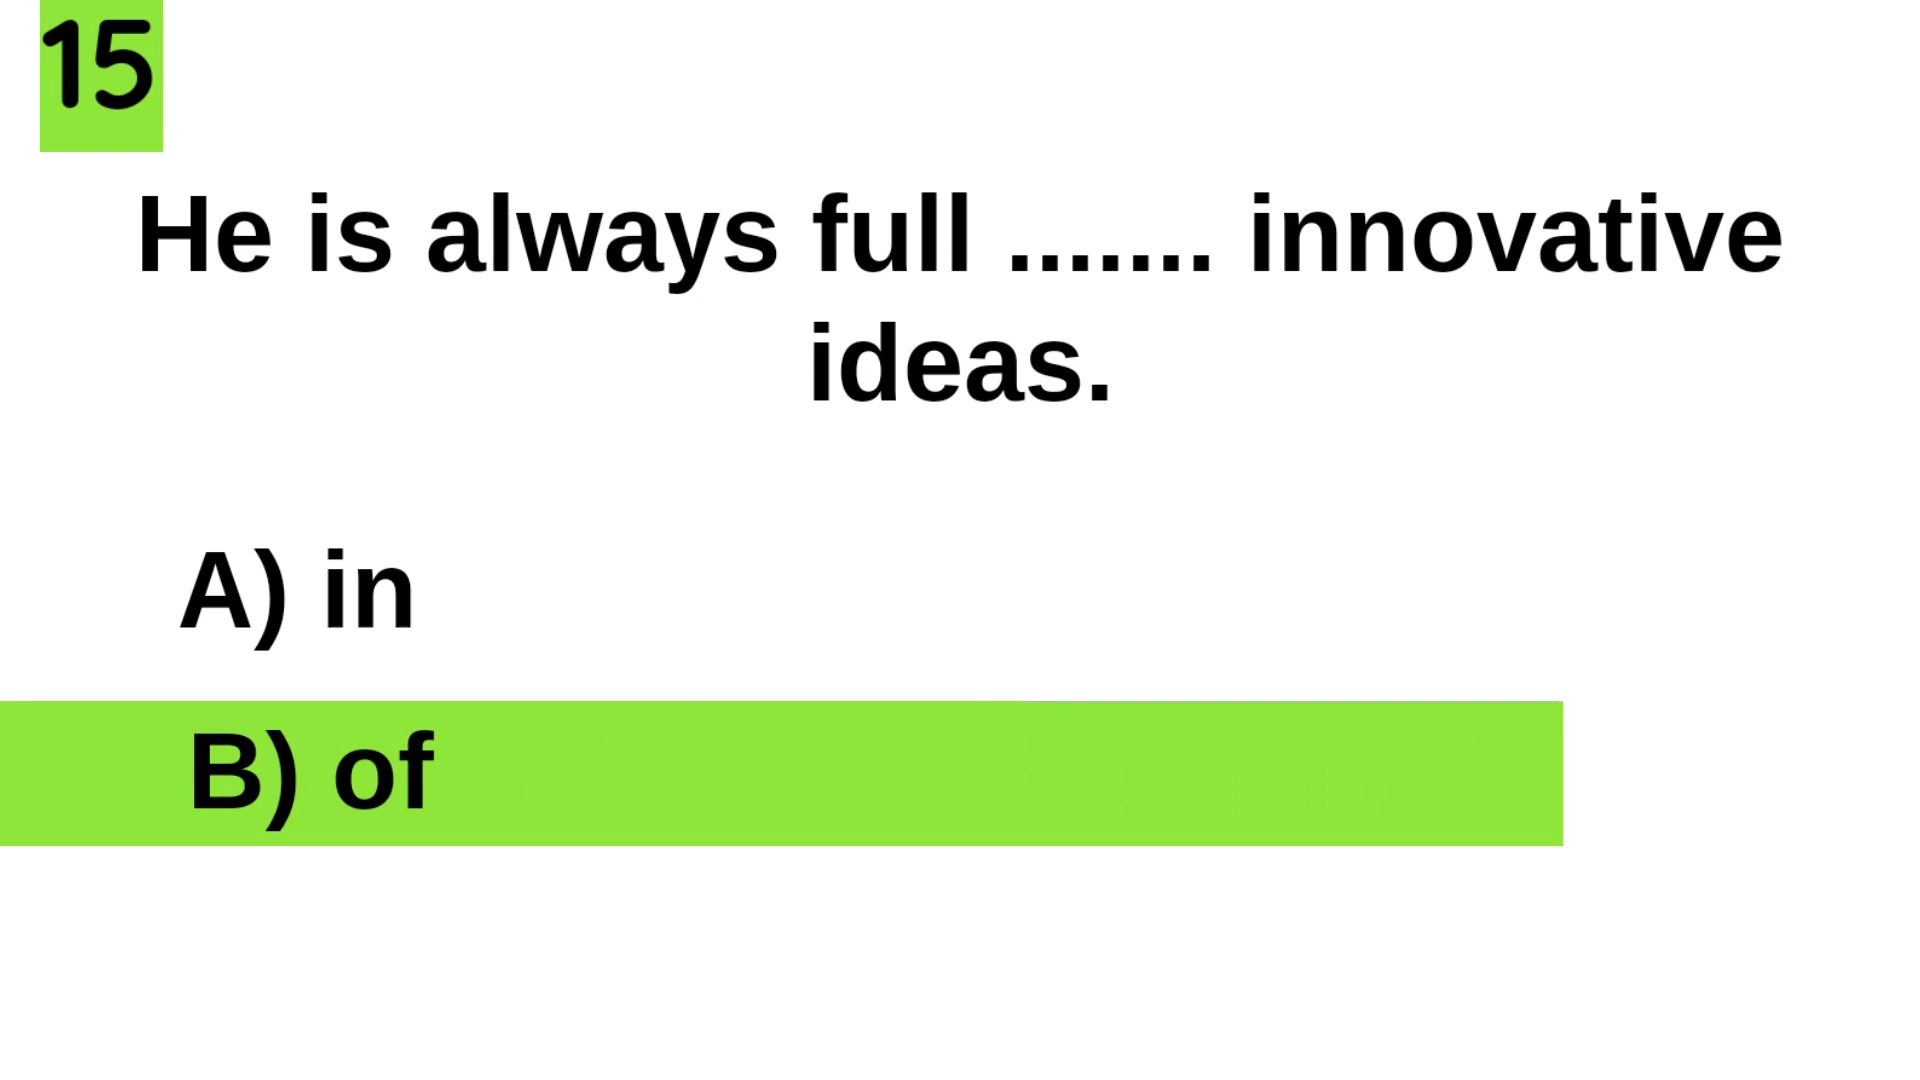 15
He is always full ....... innovative
ideas.
A) in
B) of